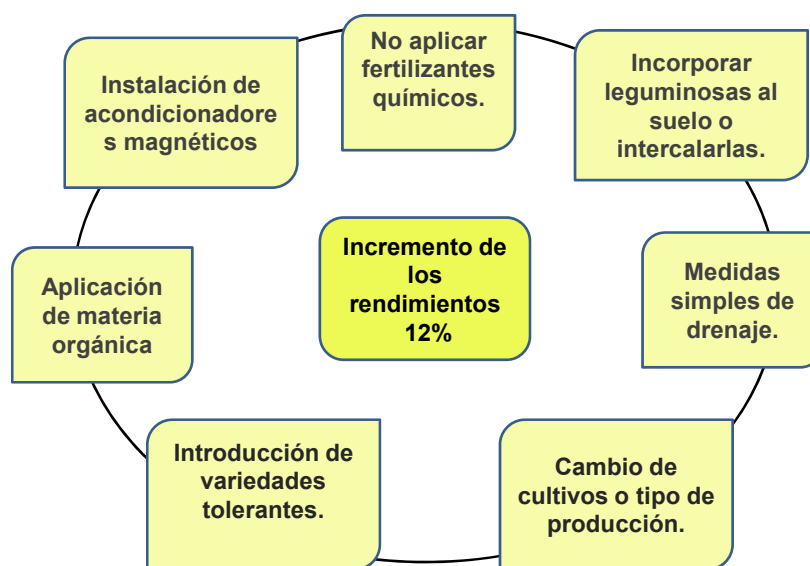 No aplicar
fertilizantes
químicos.
Incorporar
leguminosas al
suelo o
intercalarlas.
Medidas
simples de
drenaje.
Cambio de
cultivos o tipo de
producción.
Introducción de
variedades
tolerantes.
Aplicación
de materia
orgánica
Instalación de
acondicionadore
s magnéticos
Incremento de
los
rendimientos
12%